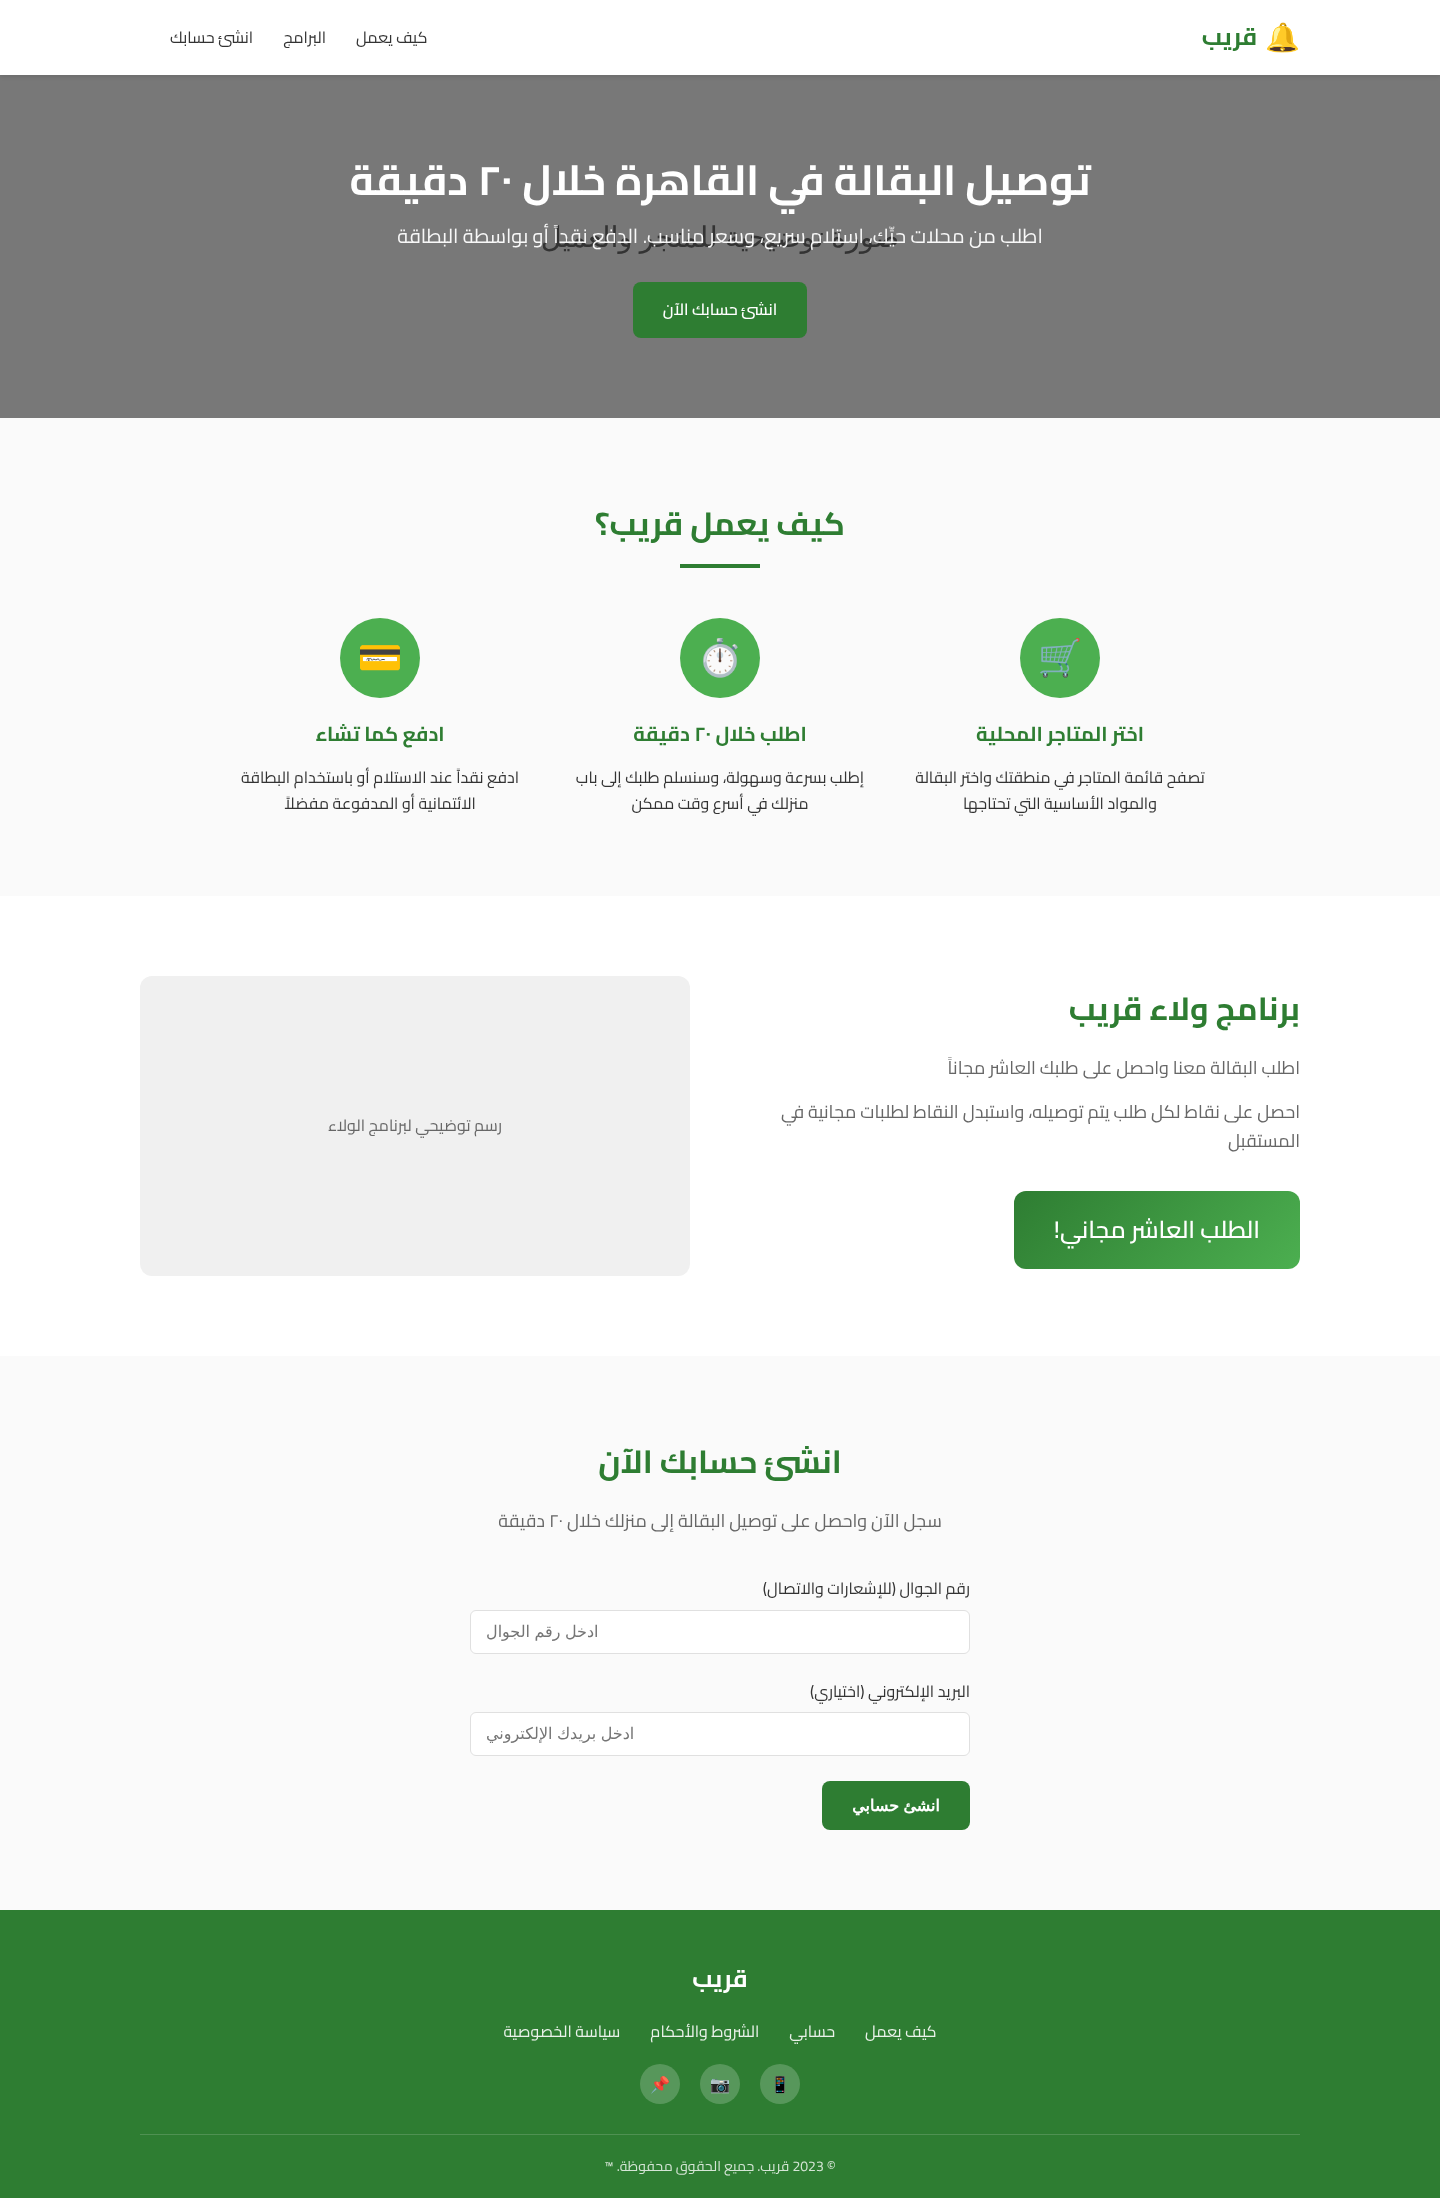 قريب
كيف يعمل
البرامج
انشئ حسابك
توصيل البقالة في القاهرة خلال ٢٠ دقيقة
اطلب من محلات حيّك، استلام سريع، وسعر مناسب. الدفع نقداً أو بواسطة البطاقة
انشئ حسابك الآن
كيف يعمل قريب؟
اختر المتاجر المحلية
تصفح قائمة المتاجر في منطقتك واختر البقالة
والمواد الأساسية التي تحتاجها
اطلب خلال ٢٠ دقيقة
إطلب بسرعة وسهولة، وسنسلم طلبك إلى باب
منزلك في أسرع وقت ممكن
ادفع كما تشاء
ادفع نقداً عند الاستلام أو باستخدام البطاقة
الائتمانية أو المدفوعة مفضلاً
برنامج ولاء قريب
اطلب البقالة معنا واحصل على طلبك العاشر مجاناً
احصل على نقاط لكل طلب يتم توصيله، واستبدل النقاط لطلبات مجانية في
المستقبل
الطلب العاشر مجاني!
رسم توضيحي لبرنامج الولاء
انشئ حسابك الآن
سجل الآن واحصل على توصيل البقالة إلى منزلك خلال ٢٠ دقيقة
رقم الجوال (للإشعارات والاتصال)
ادخل رقم الجوال
البريد الإلكتروني (اختياري)
ادخل بريدك الإلكتروني
انشئ حسابي
قريب
كيف يعمل
حسابي
الشروط والأحكام
سياسة الخصوصية
© 2023 قريب. جميع الحقوق محفوظة. ™